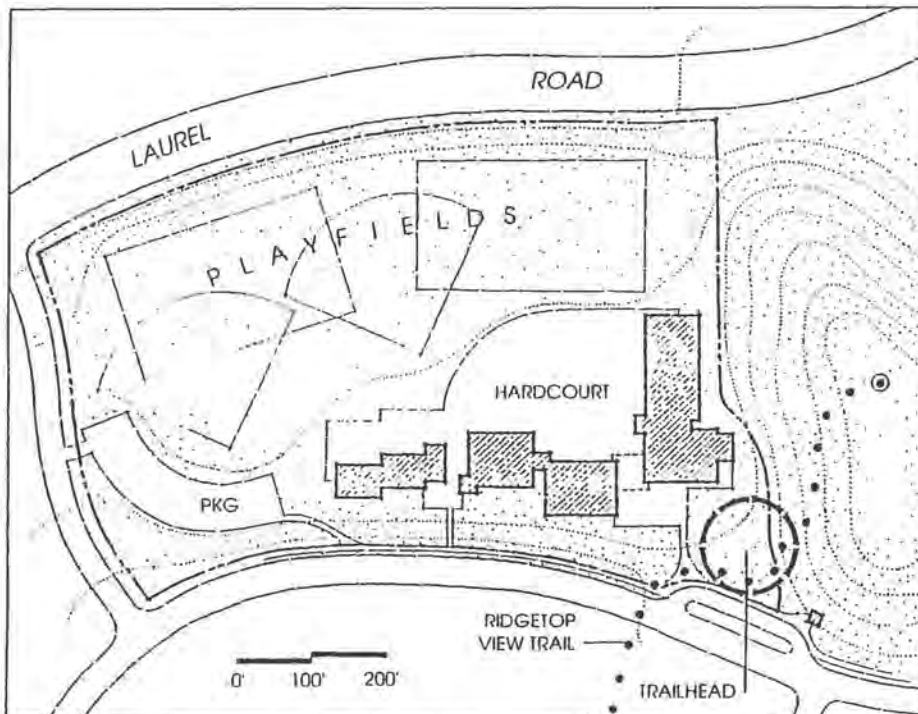 ROAD
LAUREL
PLAYFIELDS
HARDCOURT
PKG
RIDGETOP
VIEW TRAIL
0' 100' 200'
TRAILHEAD